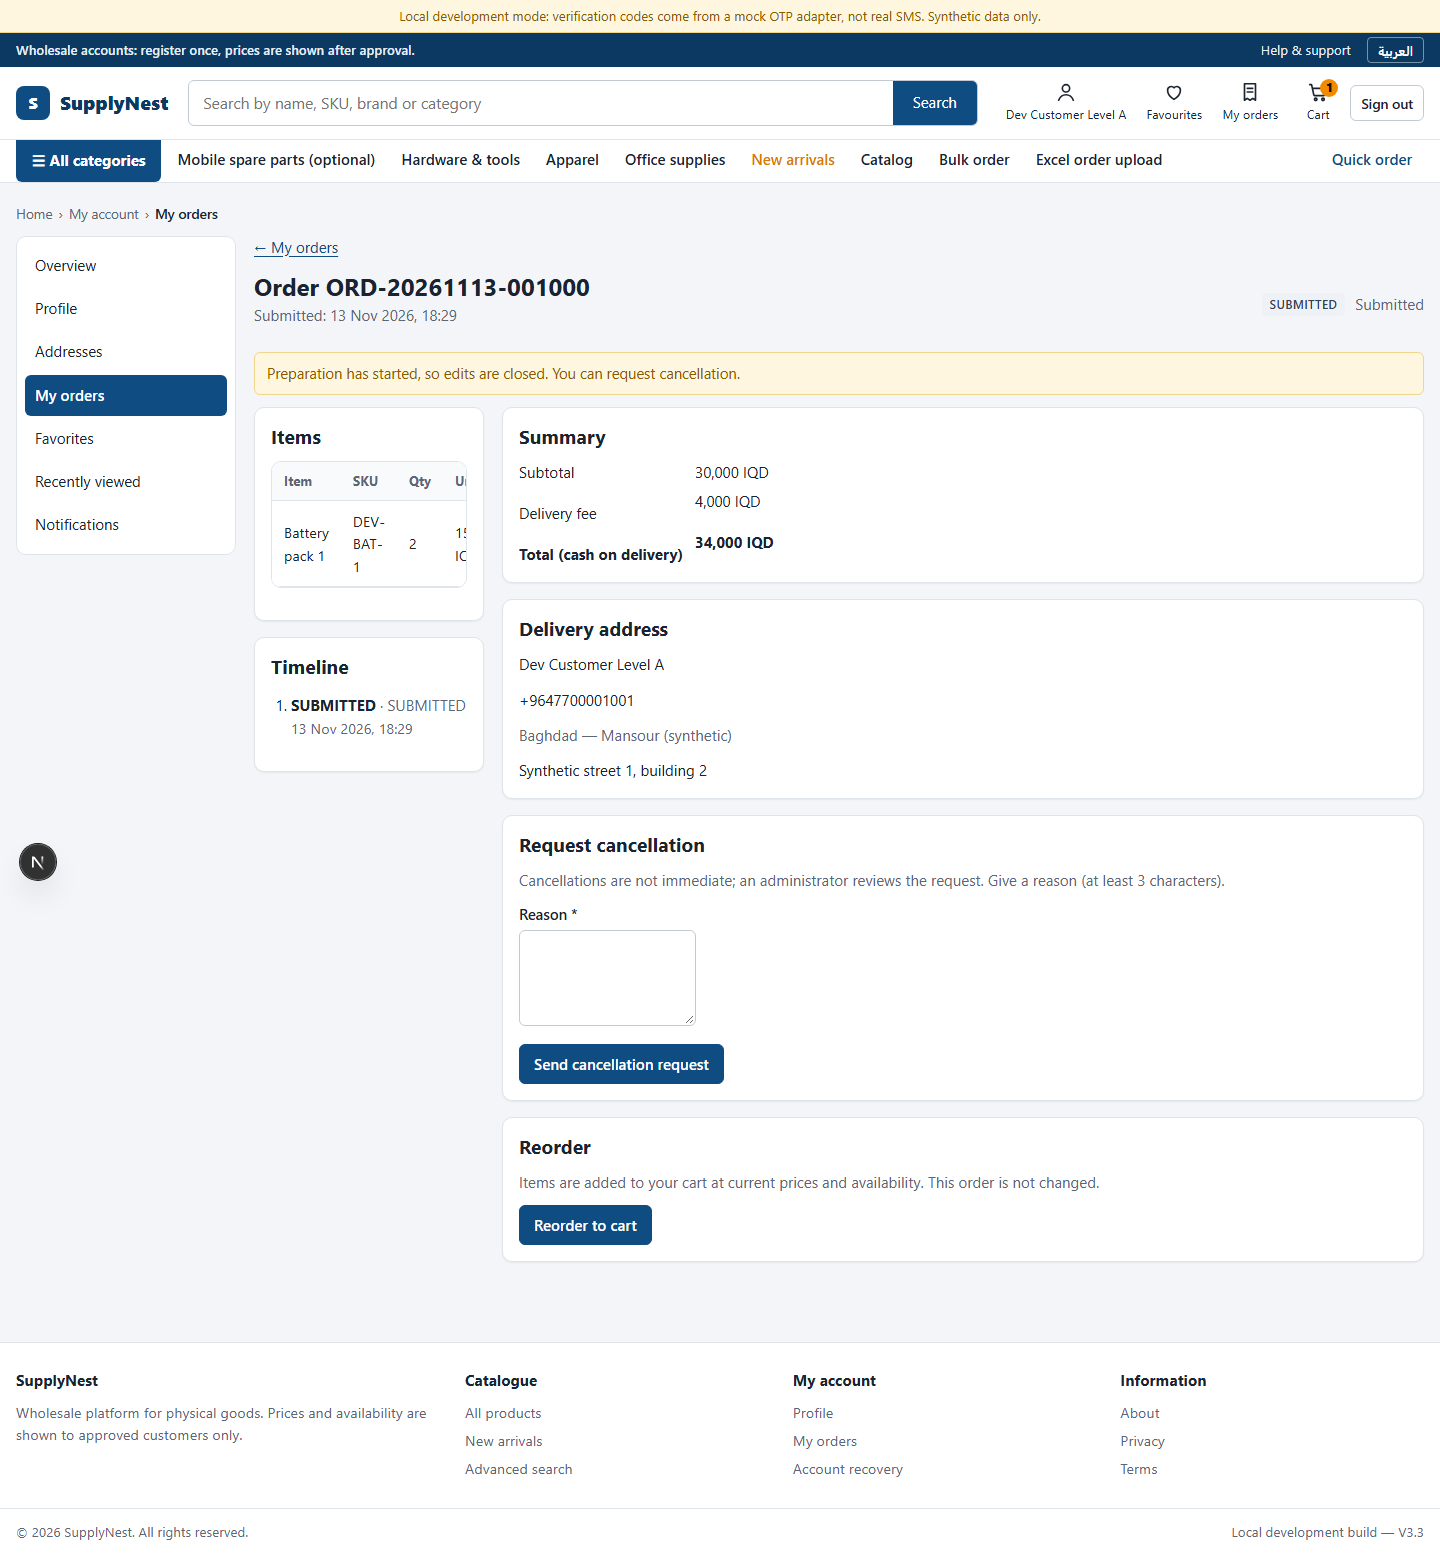 Local development mode: verification codes come from a mock OTP adapter, not real SMS. Synthetic data only.
Wholesale accounts: register once, prices are shown after approval.
Help & support
العربية
S SupplyNest
Search by name, SKU, brand or category
Search
Dev Customer Level A
Favourites
My orders
1
Cart
Sign out
☰ All categories
Mobile spare parts (optional)
Hardware & tools
Apparel
Office supplies
New arrivals
Catalog
Bulk order
Excel order upload
Quick order
Home › My account › My orders
Overview
Profile
Addresses
My orders
Favorites
Recently viewed
Notifications
← My orders
Order ORD-20261113-001000
Submitted: 13 Nov 2026, 18:29
SUBMITTED Submitted
Preparation has started, so edits are closed. You can request cancellation.
Items
Item SKU Qty
Battery pack 1
DEV-
BAT-
1
2
15
Timeline
1. SUBMITTED · SUBMITTED
13 Nov 2026, 18:29
Summary
Subtotal 30,000 IQD
Delivery fee 4,000 IQD
Total (cash on delivery) 34,000 IQD
Delivery address
Dev Customer Level A
+9647700001001
Baghdad — Mansour (synthetic)
Synthetic street 1, building 2
Request cancellation
Cancellations are not immediate; an administrator reviews the request. Give a reason (at least 3 characters).
Reason *
Send cancellation request
Reorder
Items are added to your cart at current prices and availability. This order is not changed.
Reorder to cart
N
SupplyNest
Wholesale platform for physical goods. Prices and availability are
shown to approved customers only.
Catalogue
All products
New arrivals
Advanced search
My account
Profile
My orders
Account recovery
Information
About
Privacy
Terms
© 2026 SupplyNest. All rights reserved.
Local development build — V3.3